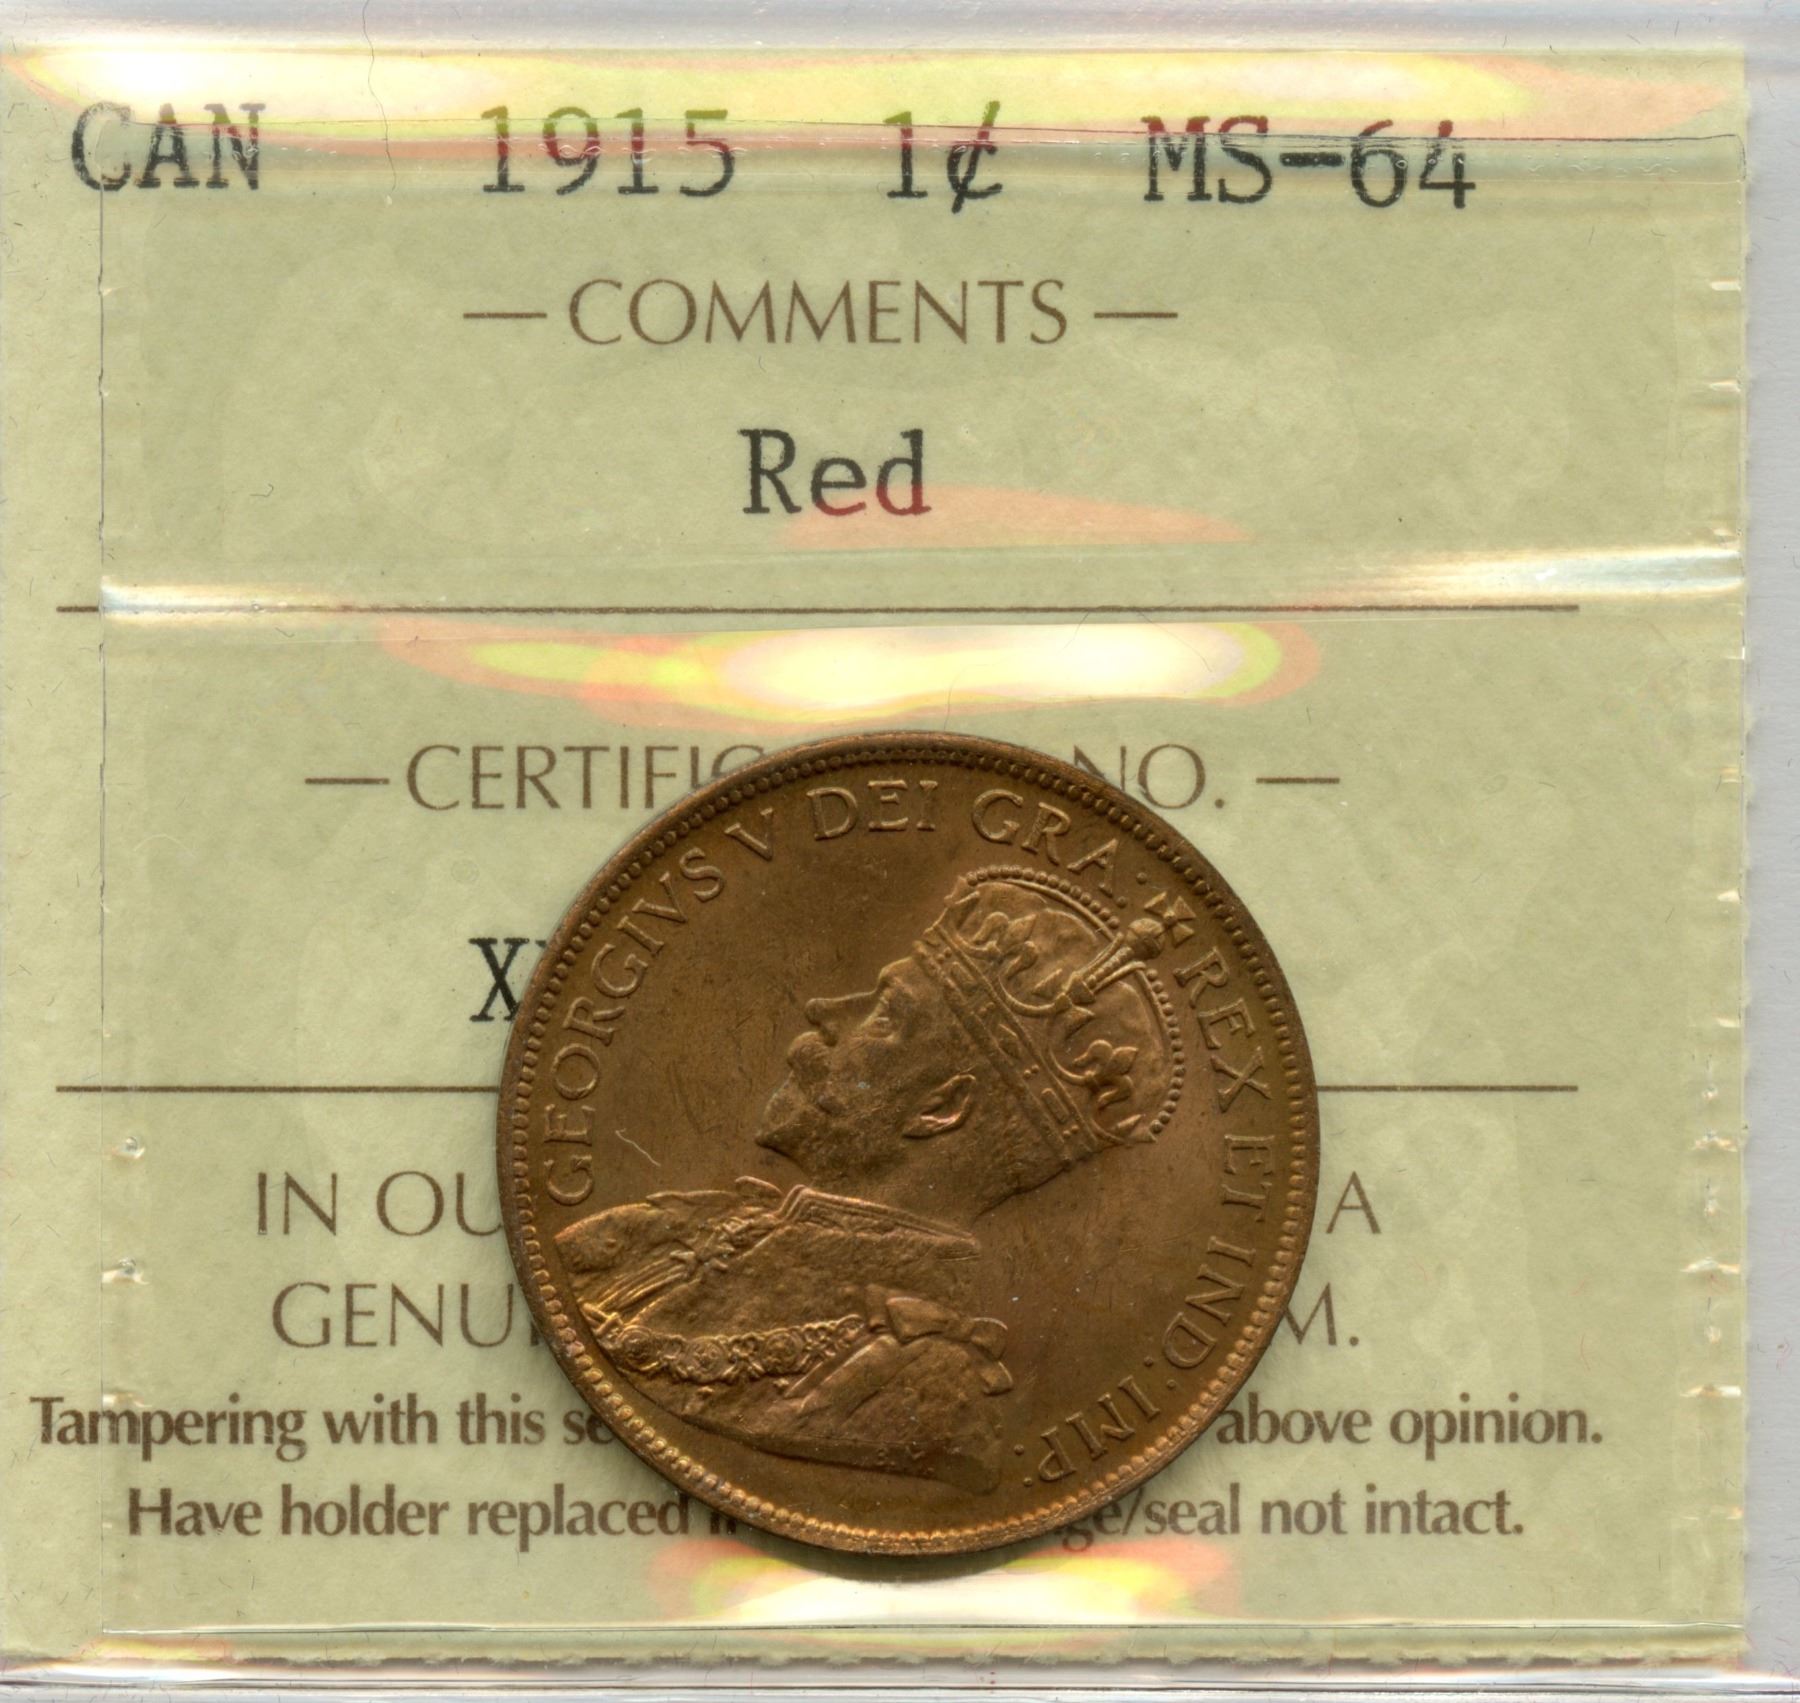 CAN 1915 1¢ MS-64
— COMMENTS —
Red
— CERTIFIC NO. —
X
IN OU A
GENU M.
Tampering with this se above opinion.
Have holder replaced ge/seal not intact.
GEORGIVS V DEI GRA: REX ET IND: IMP:
B. M.